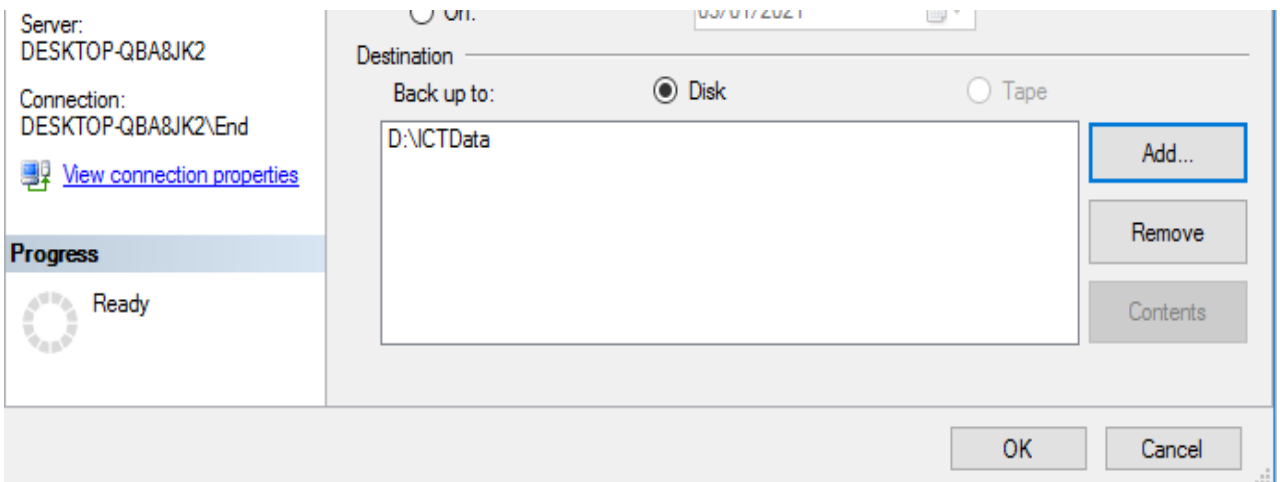 Server:
DESKTOP-QBA8JK2
Connection:
DESKTOP-QBA8JK2\End
View connection properties
Progress
Ready
On:
Destination
Back up to:
Disk
Tape
D:\ICTData
Add...
Remove
Contents
OK
Cancel